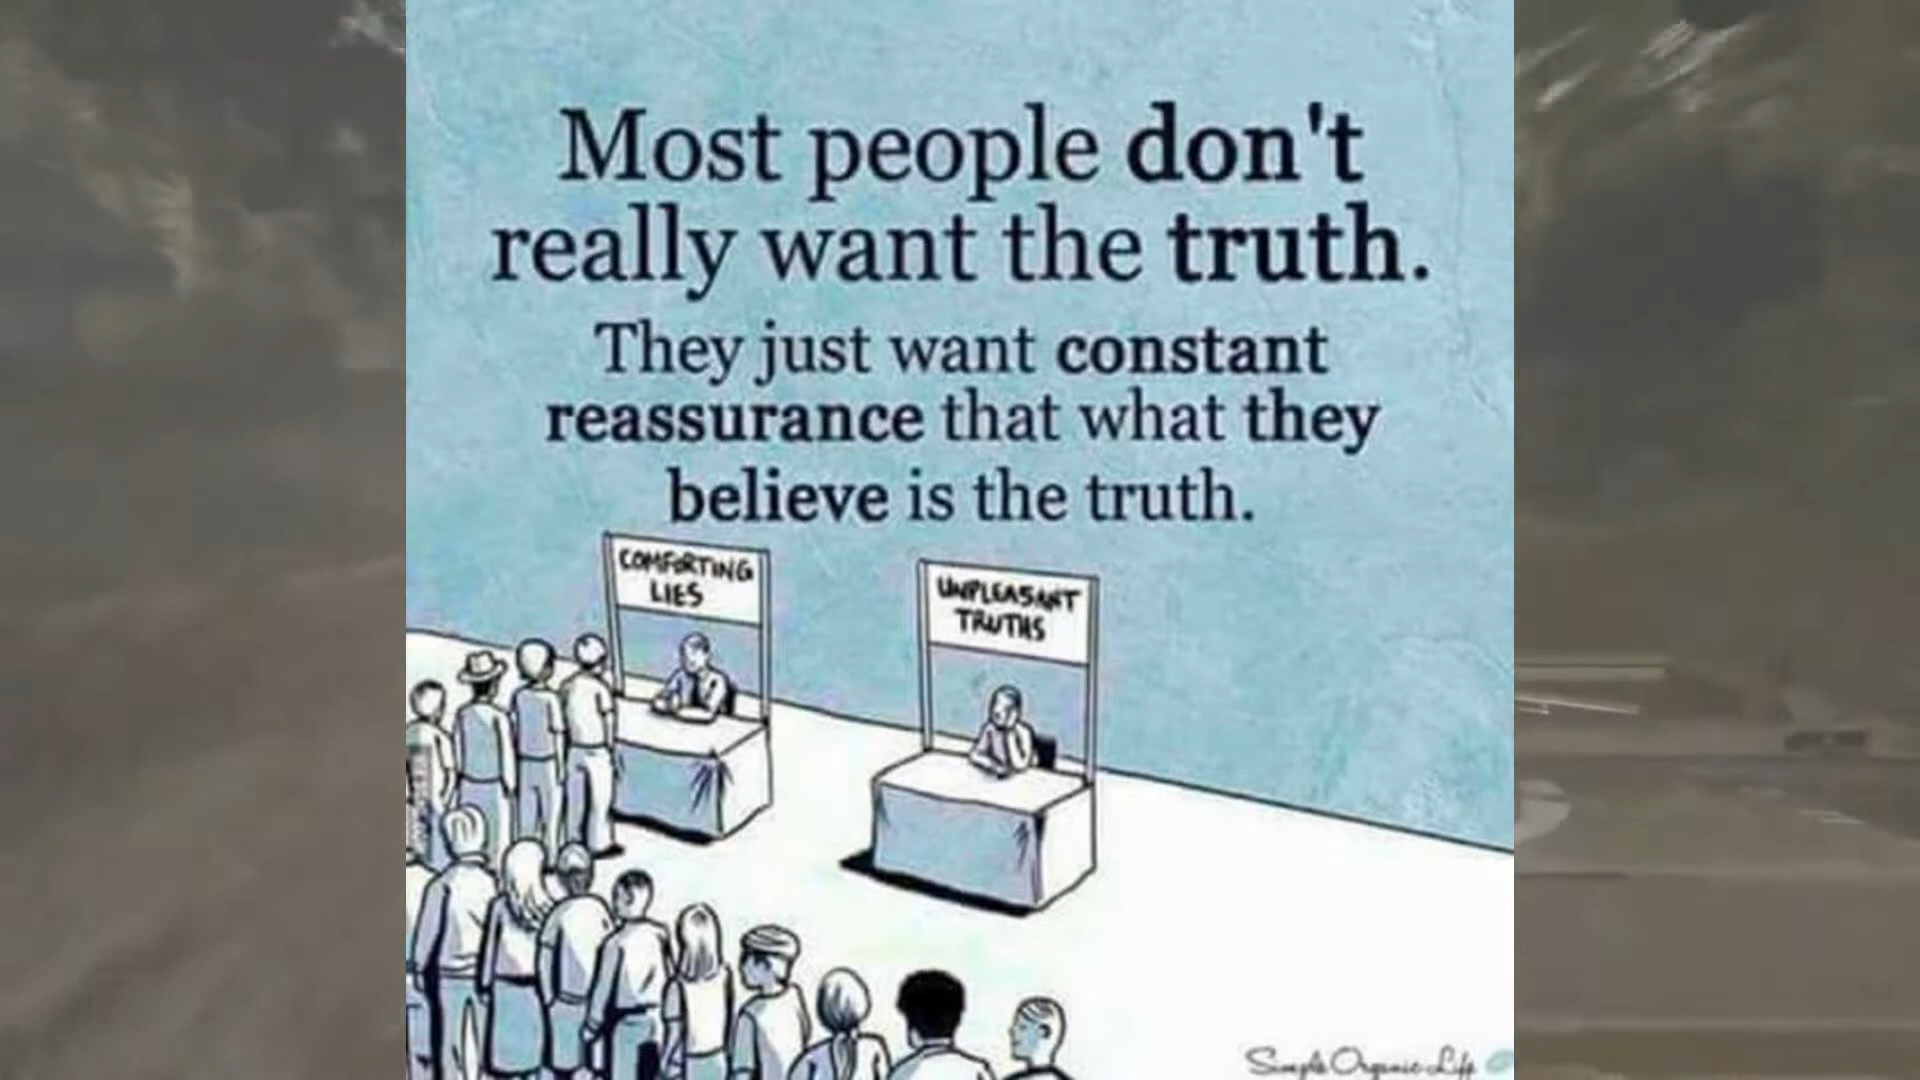 Most people don't
really want the truth.
They just want constant
reassurance that what they
believe is the truth.
COMFORTING
LIES
UNPLEASANT
TRUTHS
Simple Organic Life